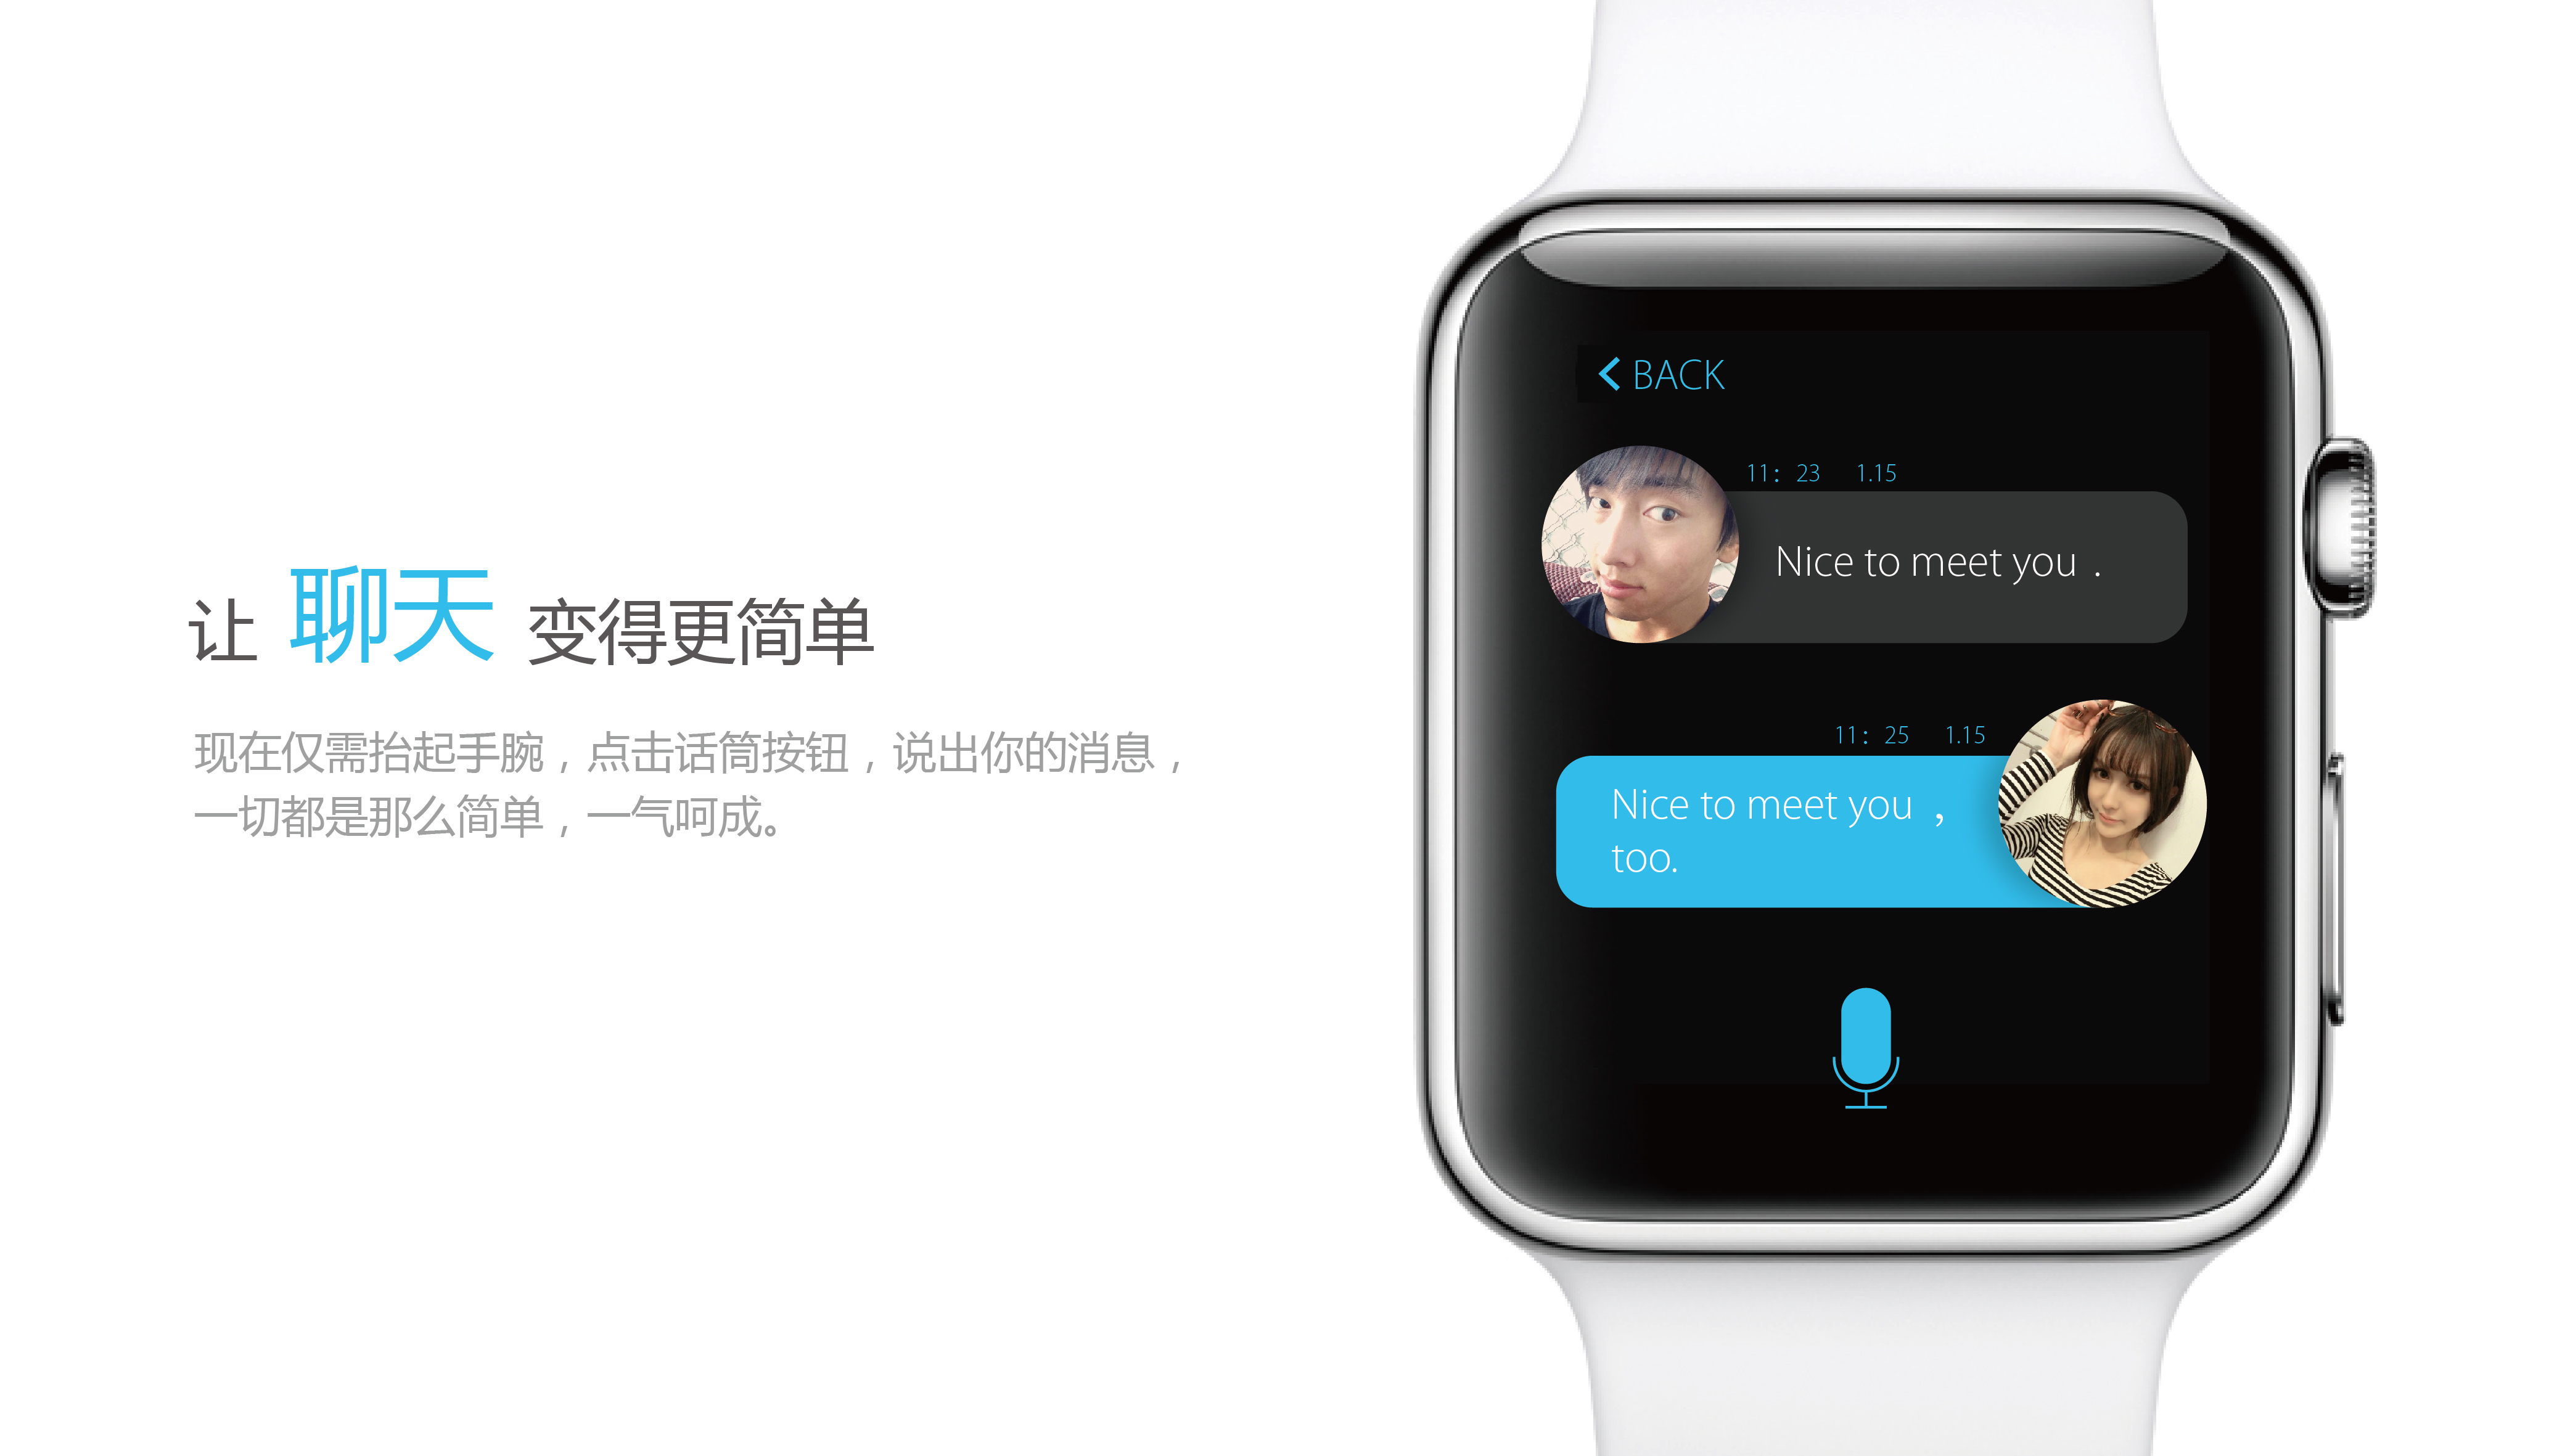 让 聊天 变得更简单
现在仅需抬起手腕，点击话筒按钮，说出你的消息，
一切都是那么简单，一气呵成。
BACK
11：23 1.15
Nice to meet you .
11：25 1.15
Nice to meet you ，
too.